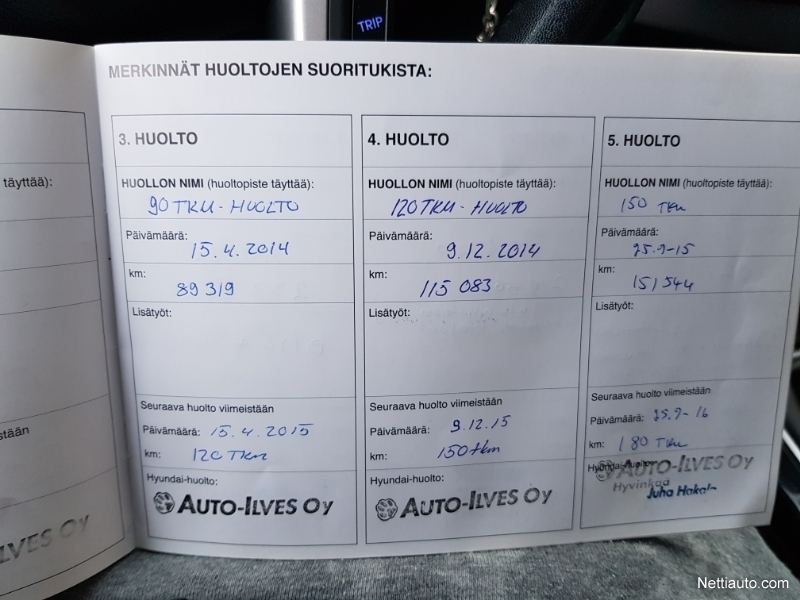 TRIP
MERKINNÄT HUOLTOJEN SUORITUKISTA:
täyttää):
stään
LVES OY
3. HUOLTO
HUOLLON NIMI (huoltopiste täyttää):
90 TKM - HUOLTO
Päivämäärä:
15.4.2014
km:
89 319
Lisätyöt:
Seuraava huolto viimeistään
Päivämäärä: 15.4.2015
km: 120 TKM
Hyundai-huolto:
AUTO-ILVES OY
4. HUOLTO
HUOLLON NIMI (huoltopiste täyttää):
120 TKM - HUOLTO
Päivämäärä:
9.12.2014
km:
115 083
Lisätyöt:
Seuraava huolto viimeistään
Päivämäärä: 9.12.15
km: 150 tkm
Hyundai-huolto:
AUTO-ILVES OY
5. HUOLTO
HUOLLON NIMI (huoltopiste täyttää):
150 TKM
Päivämäärä:
25.9-15
km:
151 544
Lisätyöt:
Seuraava huolto viimeistään
Päivämäärä: 25.9-16
km: 180 TKM
Hyundai-huolto:
AUTO-ILVES OY
Hyvinkää
Juha
Nettiauto.com